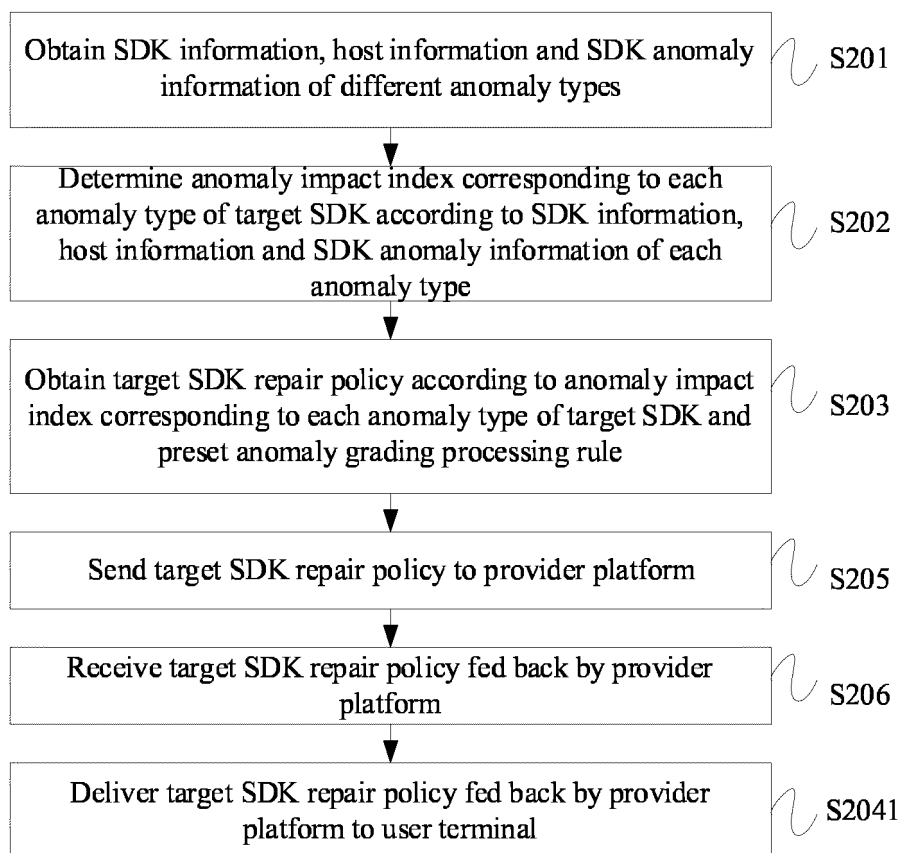 Obtain SDK information, host information and SDK anomaly
information of different anomaly types
S201
Determine anomaly impact index corresponding to each
anomaly type of target SDK according to SDK information,
host information and SDK anomaly information of each
anomaly type
S202
Obtain target SDK repair policy according to anomaly impact
index corresponding to each anomaly type of target SDK and
preset anomaly grading processing rule
S203
Send target SDK repair policy to provider platform
S205
Receive target SDK repair policy fed back by provider
platform
S206
Deliver target SDK repair policy fed back by provider
platform to user terminal
S2041